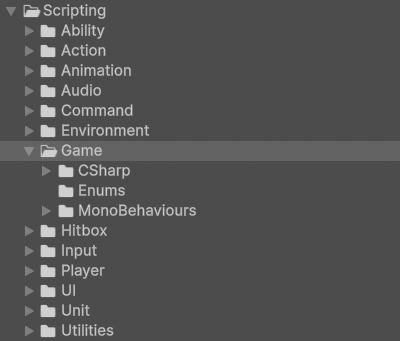 Scripting
Ability
Action
Animation
Audio
Command
Environment
Game
CSharp
Enums
MonoBehaviours
Hitbox
Input
Player
UI
Unit
Utilities